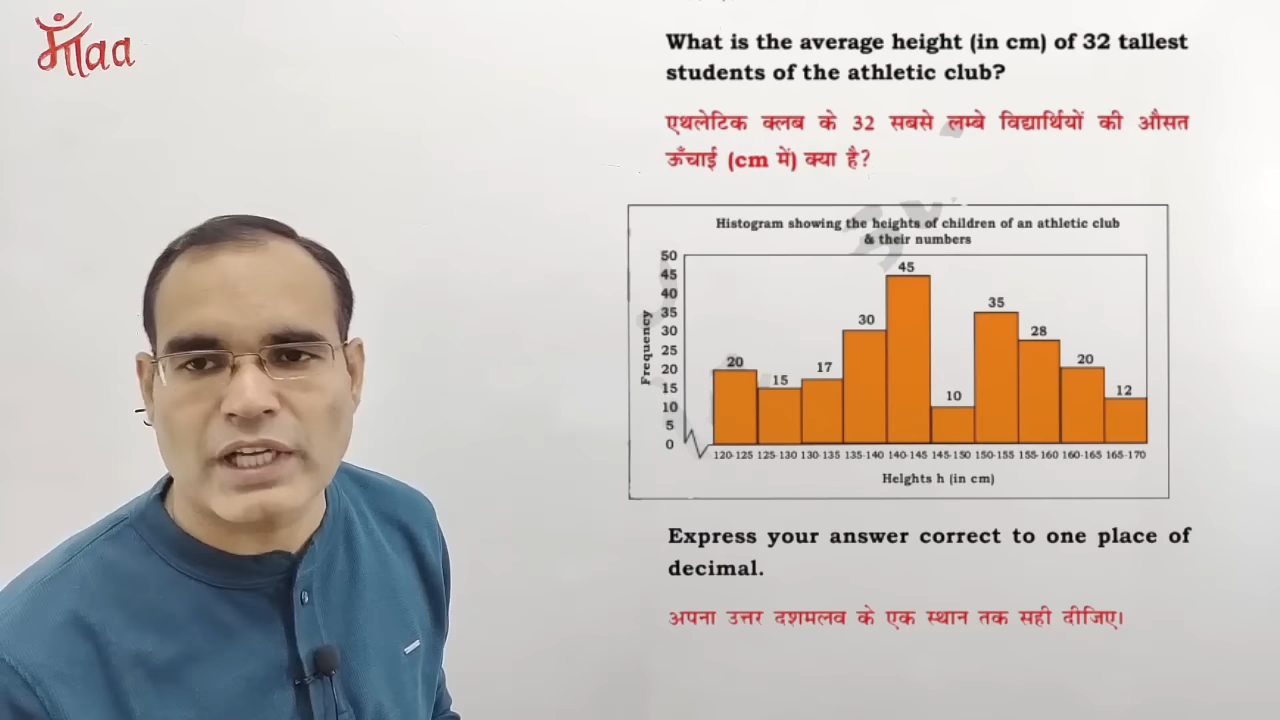 माँaa
What is the average height (in cm) of 32 tallest
students of the athletic club?
एथलेटिक क्लब के 32 सबसे लम्बे विद्यार्थियों की औसत
ऊँचाई (cm में) क्या है?
Histogram showing the heights of children of an athletic club
& their numbers
Frequency
50
45
40
35
30
25
20
15
10
5
0
20
15
17
30
45
10
35
28
20
12
120-125 125-130 130-135 135-140 140-145 145-150 150-155 155-160 160-165 165-170
Heights h (in cm)
Express your answer correct to one place of
decimal.
अपना उत्तर दशमलव के एक स्थान तक सही दीजिए।